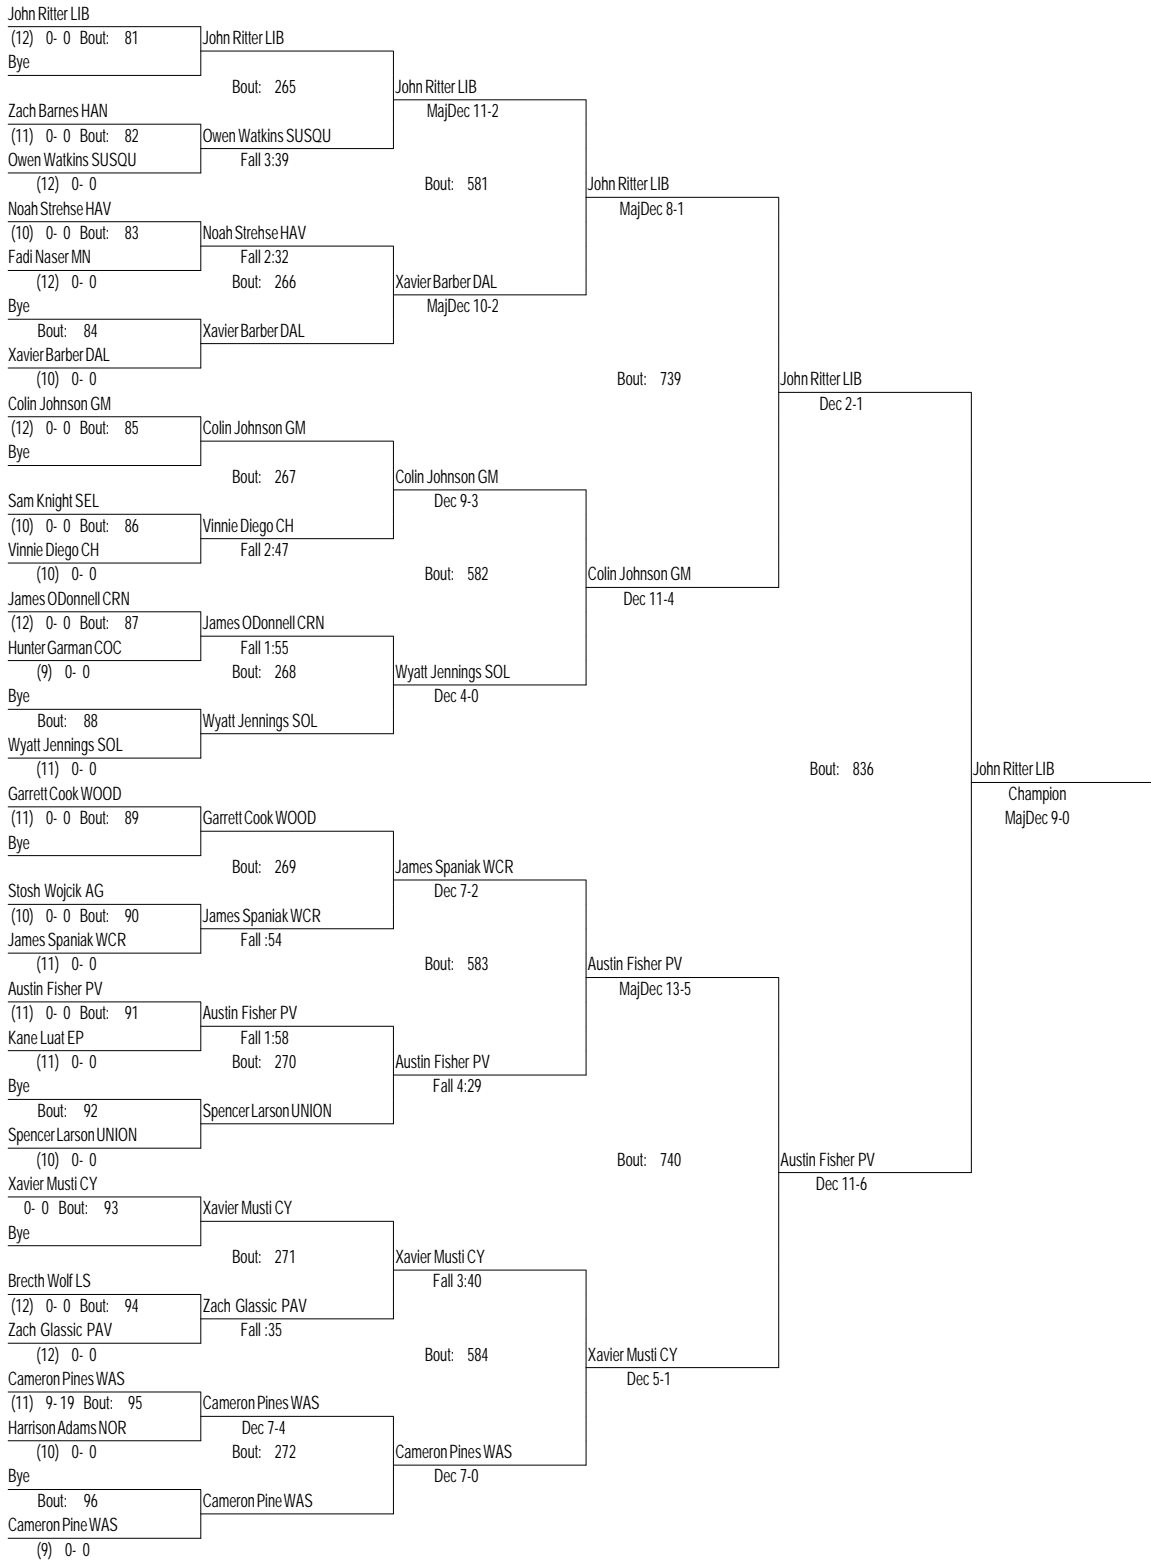 John Ritter LIB
(12) 0- 0 Bout: 81
John Ritter LIB
Bye
Bout: 265
John Ritter LIB
Zach Barnes HAN
MajDec 11-2
(11) 0- 0 Bout: 82
Owen Watkins SUSQU
Owen Watkins SUSQU
Fall 3:39
(12) 0- 0
Bout: 581
John Ritter LIB
Noah Strehse HAV
MajDec 8-1
(10) 0- 0 Bout: 83
Noah Strehse HAV
Fadi Naser MN
Fall 2:32
(12) 0- 0
Bout: 266
Xavier Barber DAL
Bye
MajDec 10-2
Bout: 84
Xavier Barber DAL
Xavier Barber DAL
(10) 0- 0
Bout: 739
John Ritter LIB
Colin Johnson GM
Dec 2-1
(12) 0- 0 Bout: 85
Colin Johnson GM
Bye
Bout: 267
Colin Johnson GM
Sam Knight SEL
Dec 9-3
(10) 0- 0 Bout: 86
Vinnie Diego CH
Vinnie Diego CH
Fall 2:47
(10) 0- 0
Bout: 582
Colin Johnson GM
James ODonnell CRN
Dec 11-4
(12) 0- 0 Bout: 87
James ODonnell CRN
Hunter Garman COC
Fall 1:55
(9) 0- 0
Bout: 268
Wyatt Jennings SOL
Bye
Dec 4-0
Bout: 88
Wyatt Jennings SOL
Wyatt Jennings SOL
(11) 0- 0
Bout: 836
John Ritter LIB
Garrett Cook WOOD
Champion
(11) 0- 0 Bout: 89
Garrett Cook WOOD
MajDec 9-0
Bye
Bout: 269
James Spaniak WCR
Stosh Wojcik AG
Dec 7-2
(10) 0- 0 Bout: 90
James Spaniak WCR
James Spaniak WCR
Fall :54
(11) 0- 0
Bout: 583
Austin Fisher PV
Austin Fisher PV
MajDec 13-5
(11) 0- 0 Bout: 91
Austin Fisher PV
Kane Luat EP
Fall 1:58
(11) 0- 0
Bout: 270
Austin Fisher PV
Bye
Fall 4:29
Bout: 92
Spencer Larson UNION
Spencer Larson UNION
(10) 0- 0
Bout: 740
Austin Fisher PV
Xavier Musti CY
Dec 11-6
0- 0 Bout: 93
Xavier Musti CY
Bye
Bout: 271
Xavier Musti CY
Brecth Wolf LS
Fall 3:40
(12) 0- 0 Bout: 94
Zach Glassic PAV
Zach Glassic PAV
Fall :35
(12) 0- 0
Bout: 584
Xavier Musti CY
Cameron Pines WAS
Dec 5-1
(11) 9- 19 Bout: 95
Cameron Pines WAS
Harrison Adams NOR
Dec 7-4
(10) 0- 0
Bout: 272
Cameron Pines WAS
Bye
Dec 7-0
Bout: 96
Cameron Pine WAS
Cameron Pine WAS
(9) 0- 0